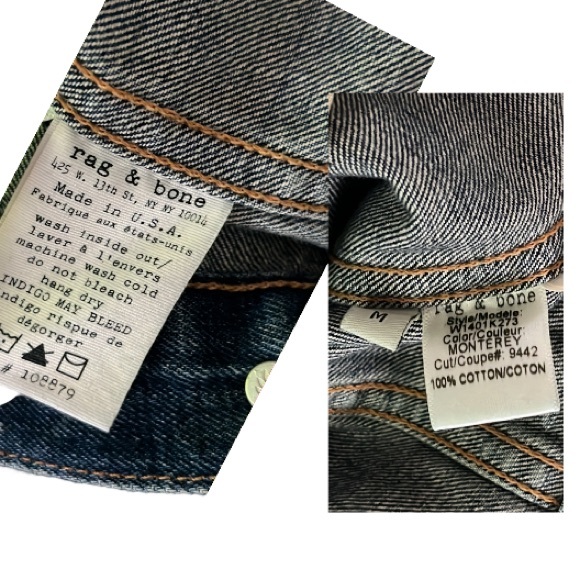 rag & bone
425 W. 13th St, NY NY 10014
Made in U.S.A.
Fabrique aux états-unis
wash inside out/
laver à l'envers
machine wash cold
do not bleach
hang dry
INDIGO MAY BLEED
indigo risque de
dégorger
# 108879
M
rag & bone
Style/Modele:
W1401K273
Color/Couleur:
MONTEREY
Cut/Coupe#: 9442
100% COTTON/COTON